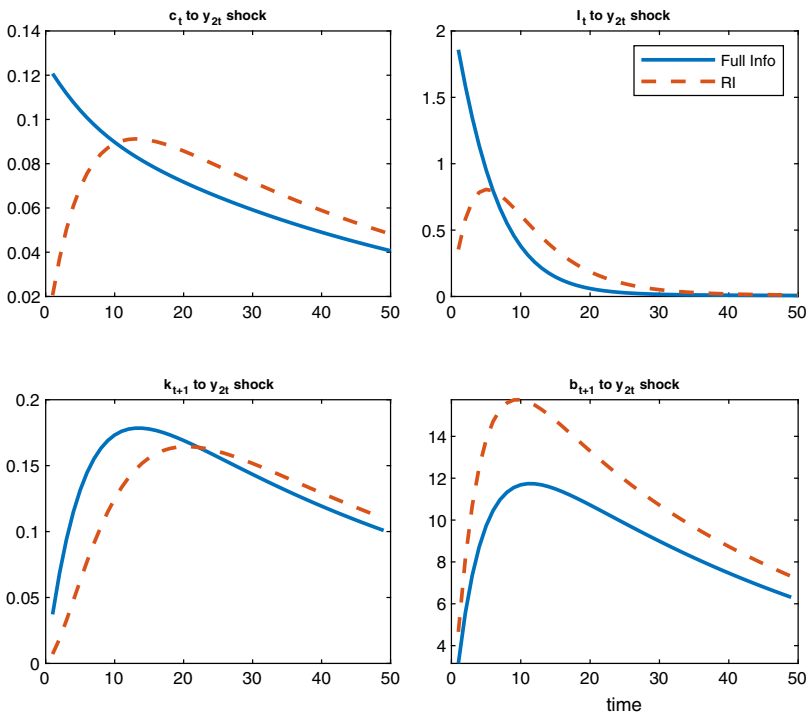 c_t to y_2t shock
0.14
0.12
0.1
0.08
0.06
0.04
0.02
0 10 20 30 40 50
I_t to y_2t shock
Full Info
RI
2
1.5
1
0.5
0
0 10 20 30 40 50
k_t+1 to y_2t shock
0.2
0.15
0.1
0.05
0
0 10 20 30 40 50
b_t+1 to y_2t shock
14
12
10
8
6
4
0 10 20 30 40 50
time